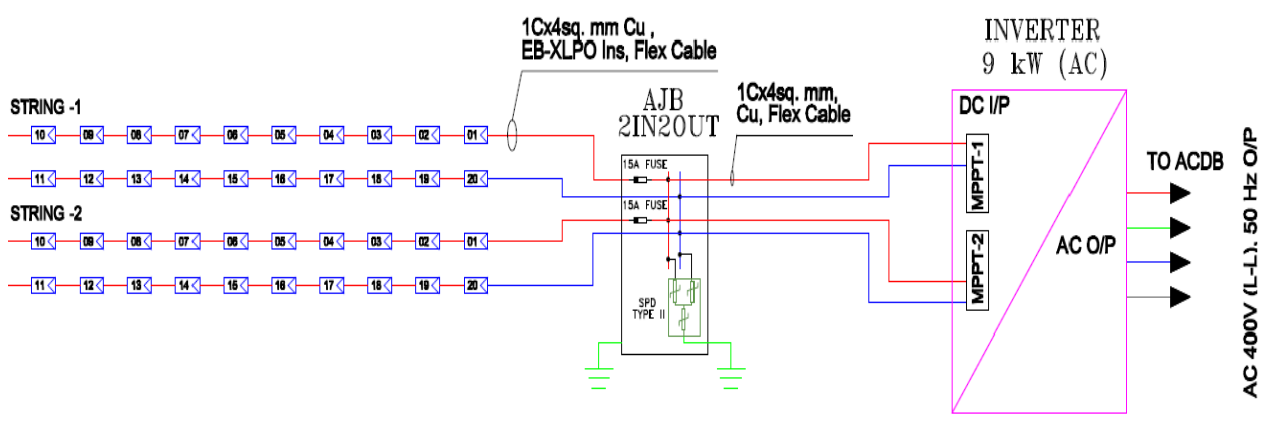 1Cx4sq. mm Cu ,
EB-XLPO Ins, Flex Cable
INVERTER
9 kW (AC)
STRING -1
AJB
2IN2OUT
1Cx4sq. mm,
Cu, Flex Cable
DC I/P
10 09 08 07 06 05 04 03 02 01
15A FUSE
MPPT-1
11 12 13 14 15 16 17 18 19 20
TO ACDB
15A FUSE
STRING -2
10 09 08 07 06 05 04 03 02 01
MPPT-2
AC O/P
11 12 13 14 15 16 17 18 19 20
SPD
TYPE II
AC 400V (L-L), 50 Hz O/P